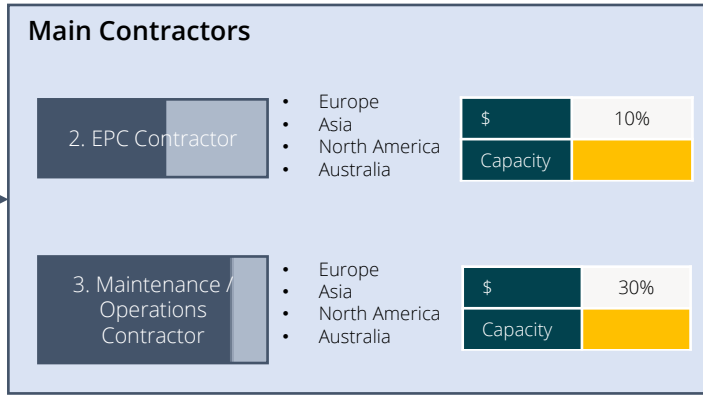 Main Contractors
2. EPC Contractor
• Europe
• Asia
• North America
• Australia
$ 10%
Capacity
3. Maintenance /
Operations
Contractor
• Europe
• Asia
• North America
• Australia
$ 30%
Capacity